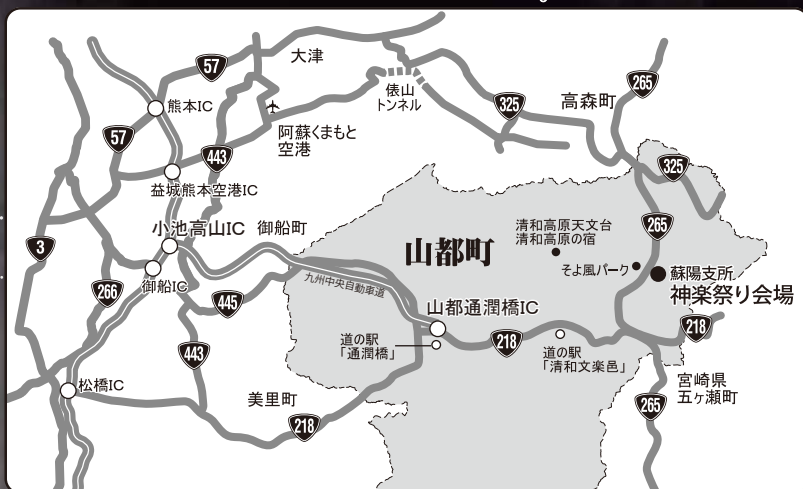 57
大津
265
熊本IC
俵山
トンネル
325
高森町
57
阿蘇くまもと
空港
443
325
益城熊本空港IC
小池高山IC
御船町
山都町
清和高原天文台
清和高原の宿
265
3
そよ風パーク
蘇陽支所
神楽祭り会場
御船IC
九州中央自動車道
266
445
山都通潤橋IC
218
443
道の駅
「通潤橋」
218
道の駅
「清和文楽邑」
松橋IC
美里町
宮崎県
五ヶ瀬町
265
218